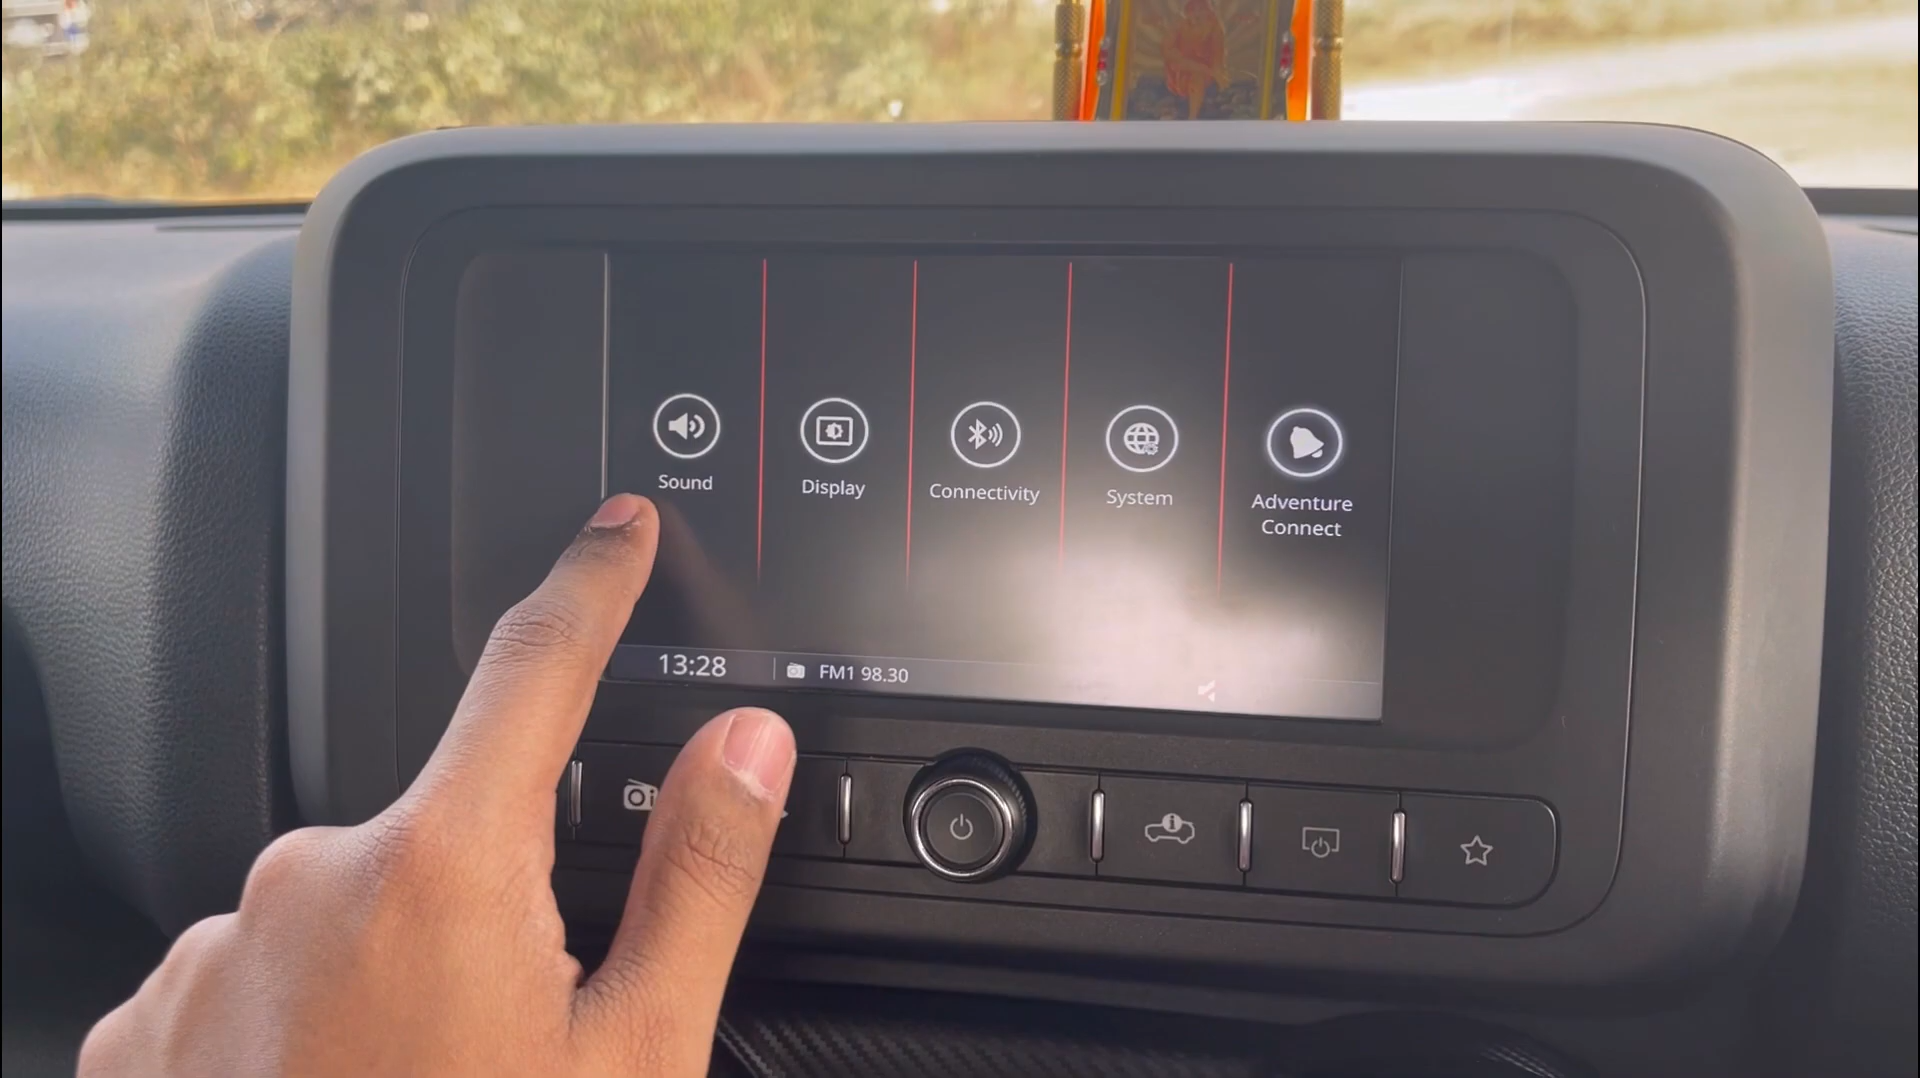 Sound
Display
Connectivity
System
Adventure
Connect
13:28
FM1 98.30